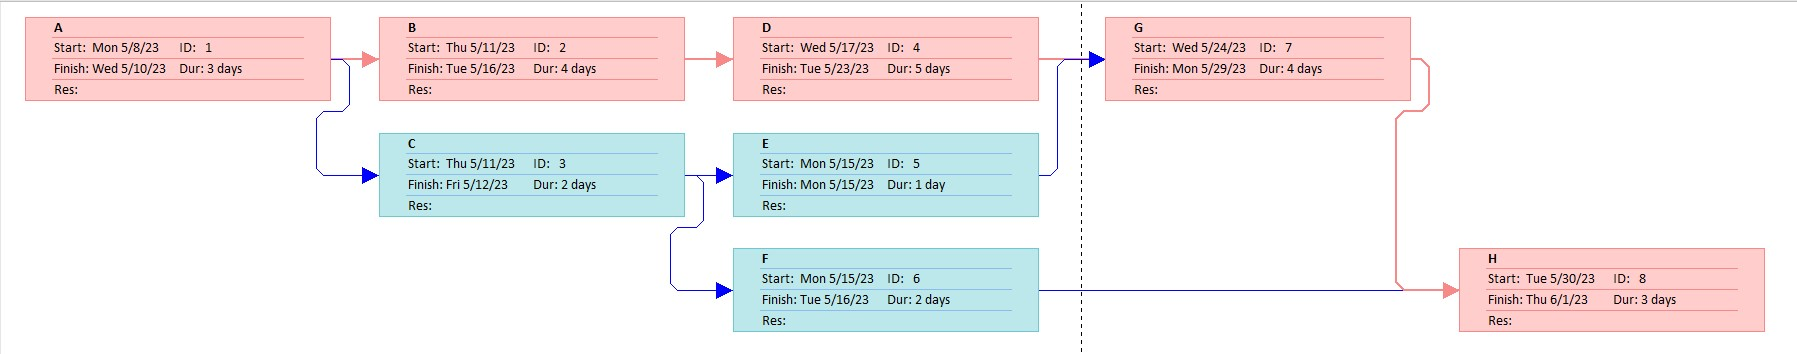 A
Start: Mon 5/8/23 ID: 1
Finish: Wed 5/10/23 Dur: 3 days
Res:
B
Start: Thu 5/11/23 ID: 2
Finish: Tue 5/16/23 Dur: 4 days
Res:
D
Start: Wed 5/17/23 ID: 4
Finish: Tue 5/23/23 Dur: 5 days
Res:
G
Start: Wed 5/24/23 ID: 7
Finish: Mon 5/29/23 Dur: 4 days
Res:
C
Start: Thu 5/11/23 ID: 3
Finish: Fri 5/12/23 Dur: 2 days
Res:
E
Start: Mon 5/15/23 ID: 5
Finish: Mon 5/15/23 Dur: 1 day
Res:
F
Start: Mon 5/15/23 ID: 6
Finish: Tue 5/16/23 Dur: 2 days
Res:
H
Start: Tue 5/30/23 ID: 8
Finish: Thu 6/1/23 Dur: 3 days
Res: